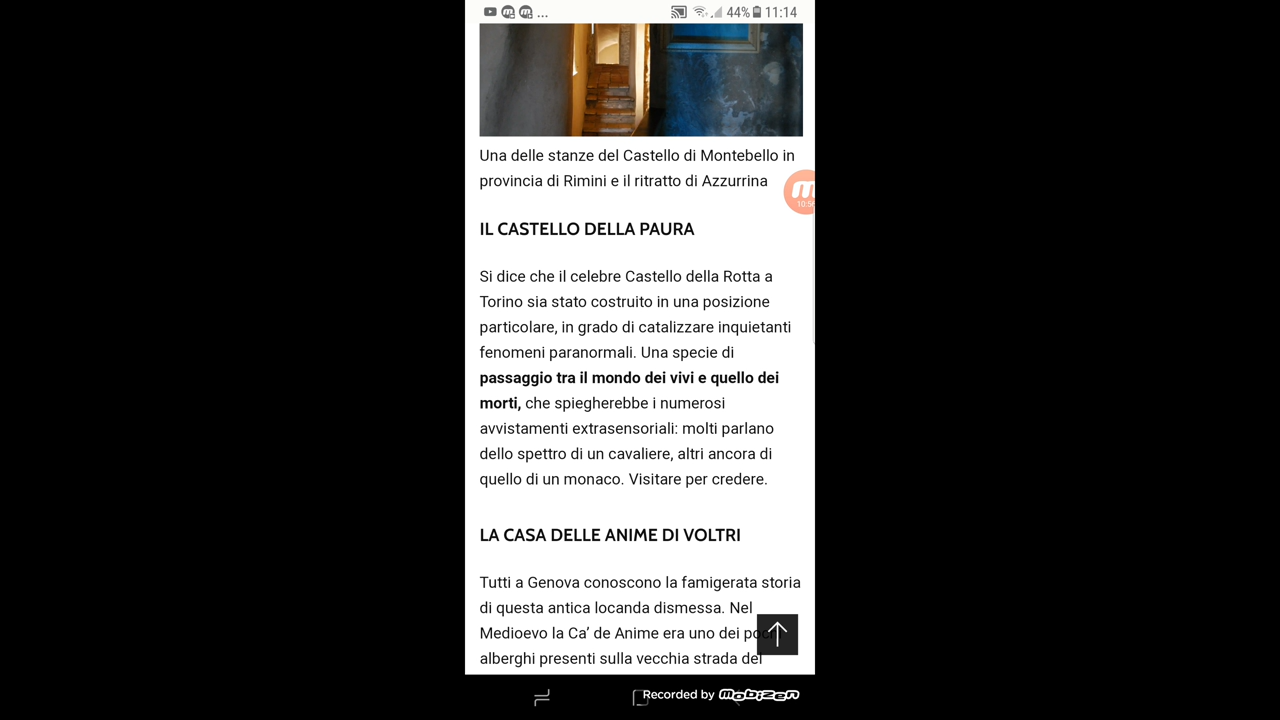 ... 44% 11:14
Una delle stanze del Castello di Montebello in
provincia di Rimini e il ritratto di Azzurrina
10:56
IL CASTELLO DELLA PAURA
Si dice che il celebre Castello della Rotta a
Torino sia stato costruito in una posizione
particolare, in grado di catalizzare inquietanti
fenomeni paranormali. Una specie di
passaggio tra il mondo dei vivi e quello dei
morti, che spiegherebbe i numerosi
avvistamenti extrasensoriali: molti parlano
dello spettro di un cavaliere, altri ancora di
quello di un monaco. Visitare per credere.
LA CASA DELLE ANIME DI VOLTRI
Tutti a Genova conoscono la famigerata storia
di questa antica locanda dismessa. Nel
Medioevo la Ca’ de Anime era uno dei pochi
alberghi presenti sulla vecchia strada del
Recorded by mobizen